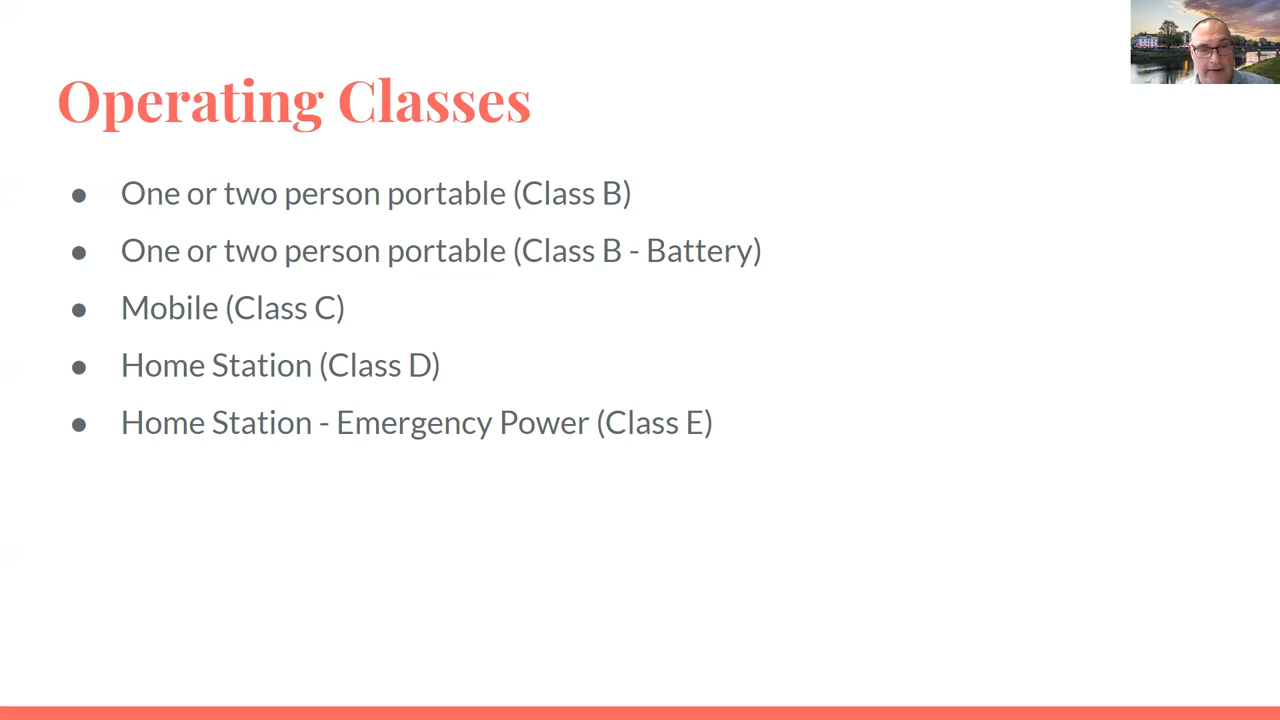 Operating Classes
● One or two person portable (Class B)
● One or two person portable (Class B - Battery)
● Mobile (Class C)
● Home Station (Class D)
● Home Station - Emergency Power (Class E)